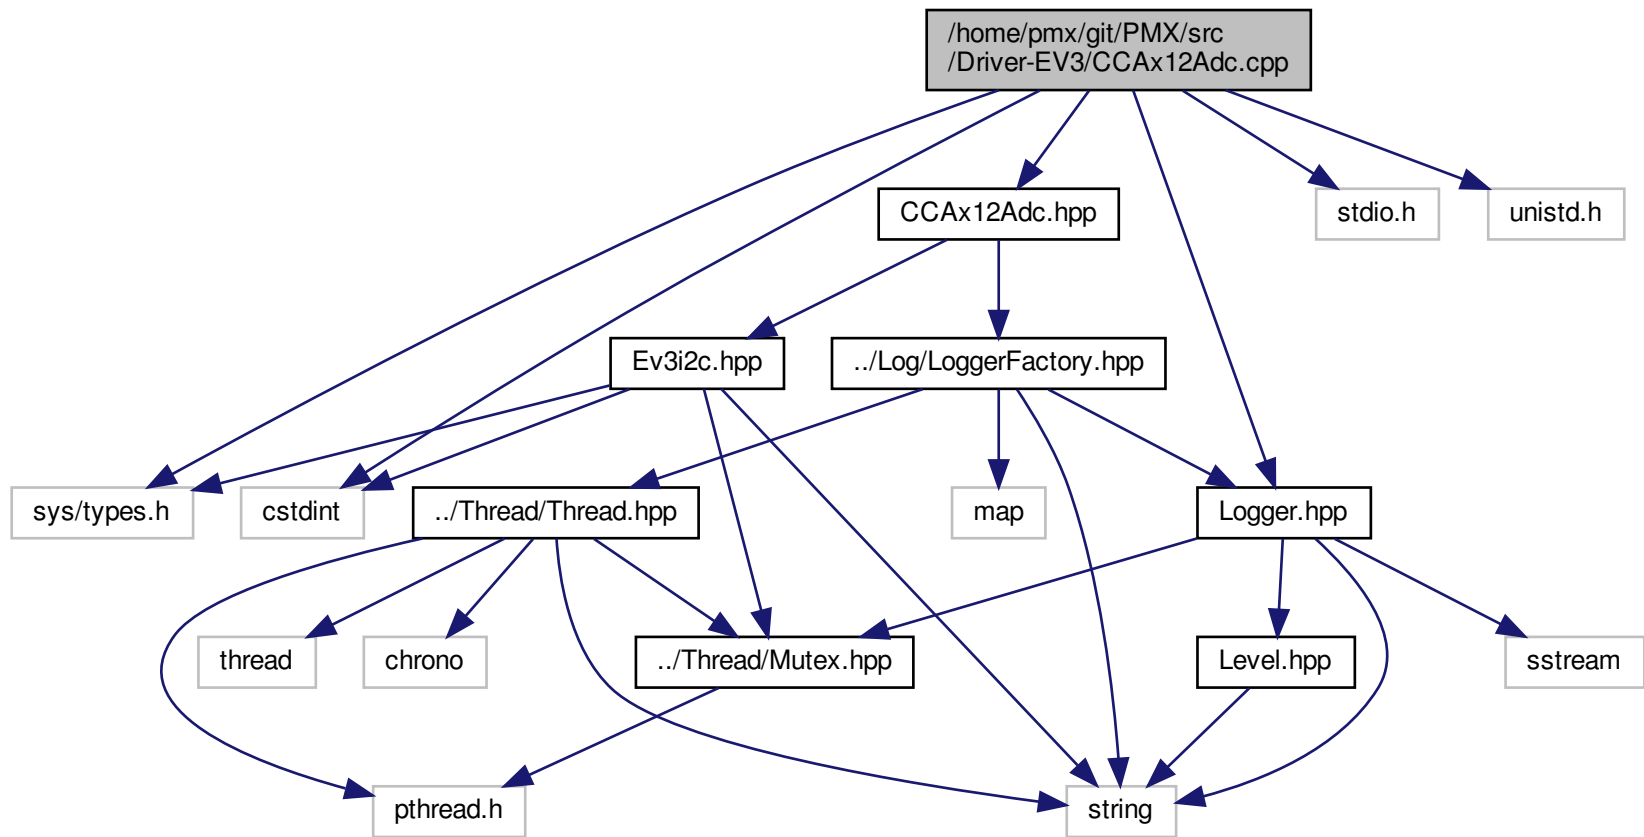 /home/pmx/git/PMX/src
/Driver-EV3/CCAx12Adc.cpp
CCAx12Adc.hpp
stdio.h
unistd.h
Ev3i2c.hpp
../Log/LoggerFactory.hpp
sys/types.h
cstdint
../Thread/Thread.hpp
map
Logger.hpp
thread
chrono
../Thread/Mutex.hpp
Level.hpp
sstream
pthread.h
string